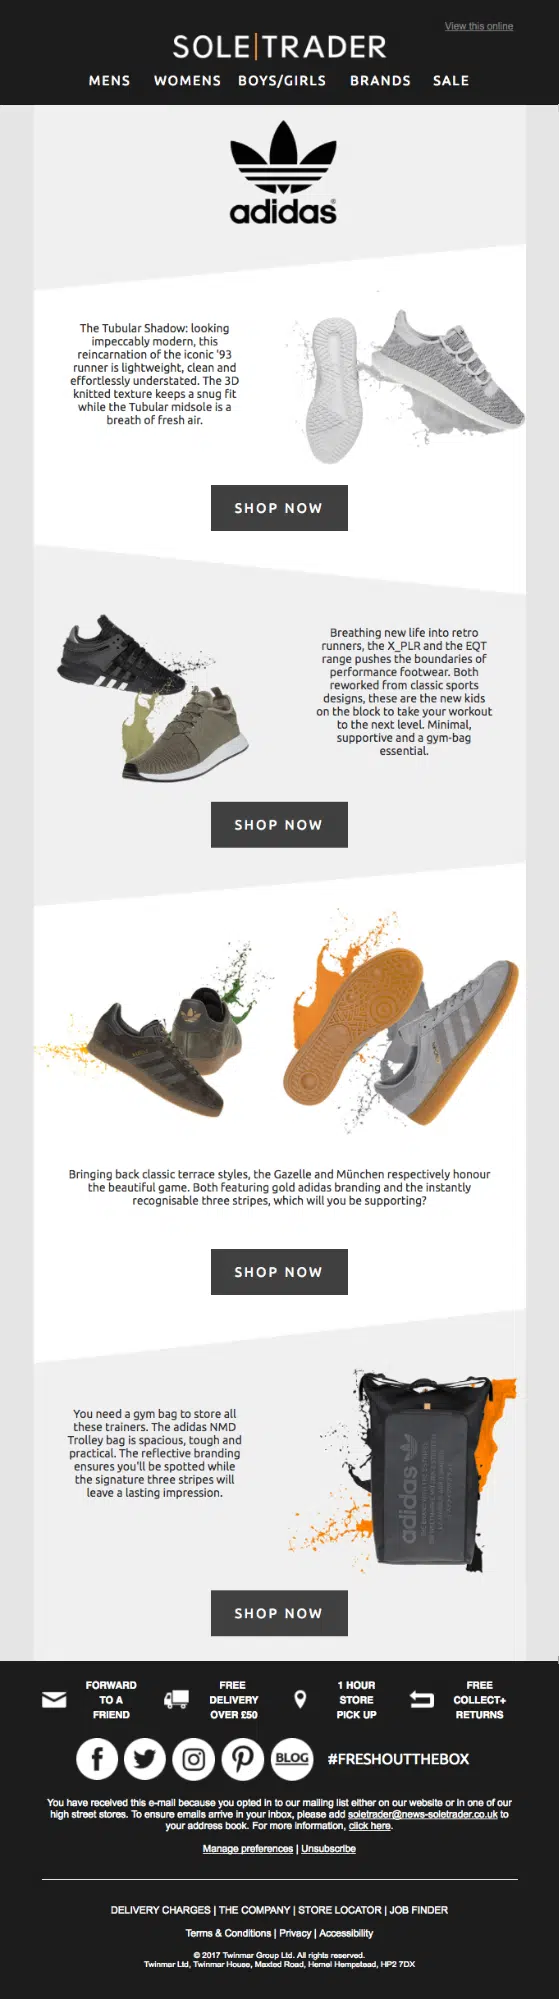 View this online
SOLE|TRADER
MENS WOMENS BOYS/GIRLS BRANDS SALE
adidas®
The Tubular Shadow: looking
impeccably modern, this
reincarnation of the iconic '93
runner is lightweight, clean and
effortlessly understated. The 3D
knitted texture keeps a snug fit
while the Tubular midsole is a
breath of fresh air.
SHOP NOW
Breathing new life into retro
runners, the X_PLR and the EQT
range pushes the boundaries of
performance footwear. Both
reworked from classic sports
designs, these are the new kids
on the block to take your workout
to the next level. Minimal,
supportive and a gym-bag
essential.
SHOP NOW
Bringing back classic terrace styles, the Gazelle and München respectively honour
the beautiful game. Both featuring gold adidas branding and the instantly
recognisable three stripes, which will you be supporting?
SHOP NOW
You need a gym bag to store all
these trainers. The adidas NMD
Trolley bag is spacious, tough and
practical. The reflective branding
ensures you'll be spotted while
the signature three stripes will
leave a lasting impression.
adidas
SHOP NOW
FORWARD
TO A
FRIEND
FREE
DELIVERY
OVER £50
1 HOUR
STORE
PICK UP
FREE
COLLECT+
RETURNS
BLOG #FRESHOUTTHEBOX
You have received this e-mail because you opted in to our mailing list either on our website or in one of our
high street stores. To ensure emails arrive in your inbox, please add soletrader@news-soletrader.co.uk to
your address book. For more information, click here.
Manage preferences | Unsubscribe
DELIVERY CHARGES | THE COMPANY | STORE LOCATOR | JOB FINDER
Terms & Conditions | Privacy | Accessibility
© 2017 Twinmar Group Ltd. All rights reserved.
Twinmar Ltd, Twinmar House, Maxted Road, Hemel Hempstead, HP2 7DX